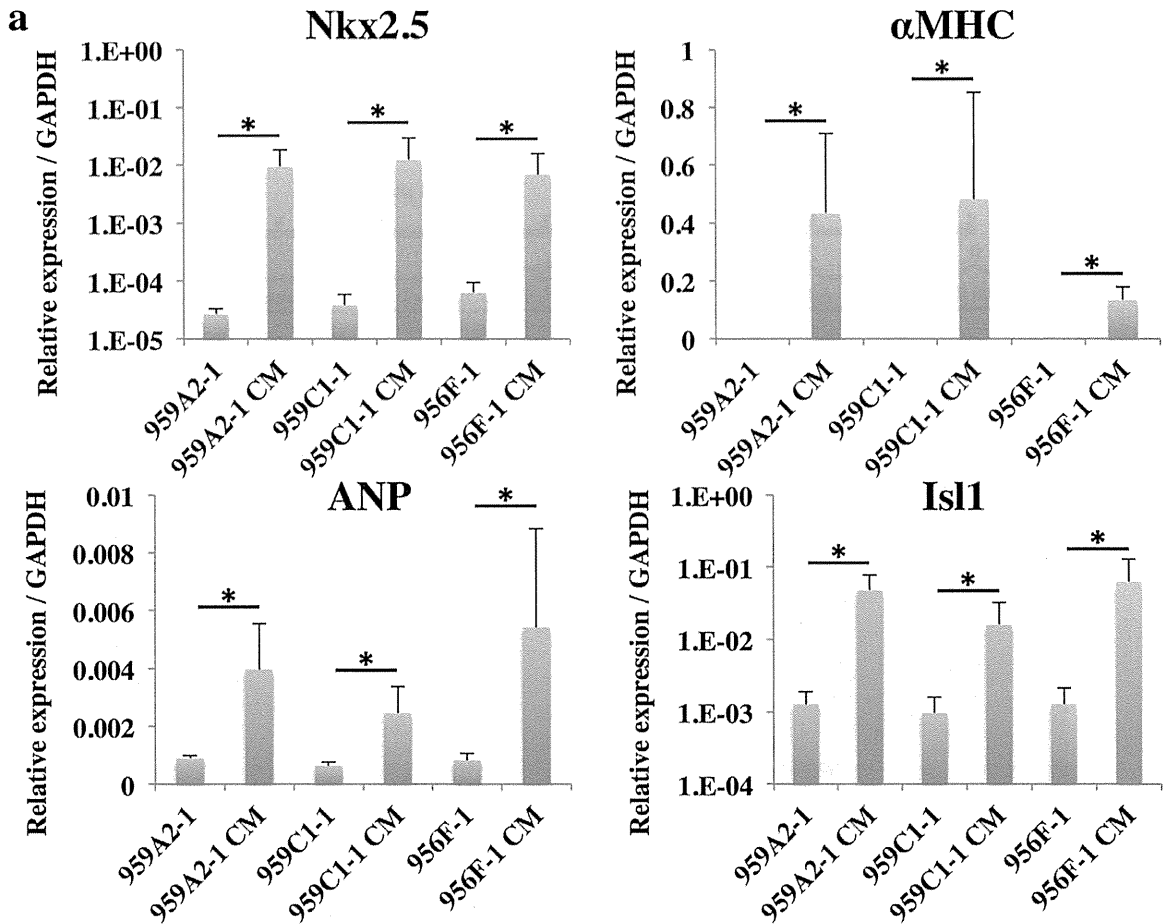 a
Nkx2.5
Relative expression / GAPDH
1.E+00
1.E-01
1.E-02
1.E-03
1.E-04
1.E-05
*
*
*
959A2-1
959A2-1 CM
959C1-1
959C1-1 CM
956F-1
956F-1 CM
αMHC
Relative expression / GAPDH
1
0.8
0.6
0.4
0.2
0
*
*
*
959A2-1
959A2-1 CM
959C1-1
959C1-1 CM
956F-1
956F-1 CM
ANP
Relative expression / GAPDH
0.01
0.008
0.006
0.004
0.002
0
*
*
*
959A2-1
959A2-1 CM
959C1-1
959C1-1 CM
956F-1
956F-1 CM
Isl1
Relative expression / GAPDH
1.E+00
1.E-01
1.E-02
1.E-03
1.E-04
*
*
*
959A2-1
959A2-1 CM
959C1-1
959C1-1 CM
956F-1
956F-1 CM